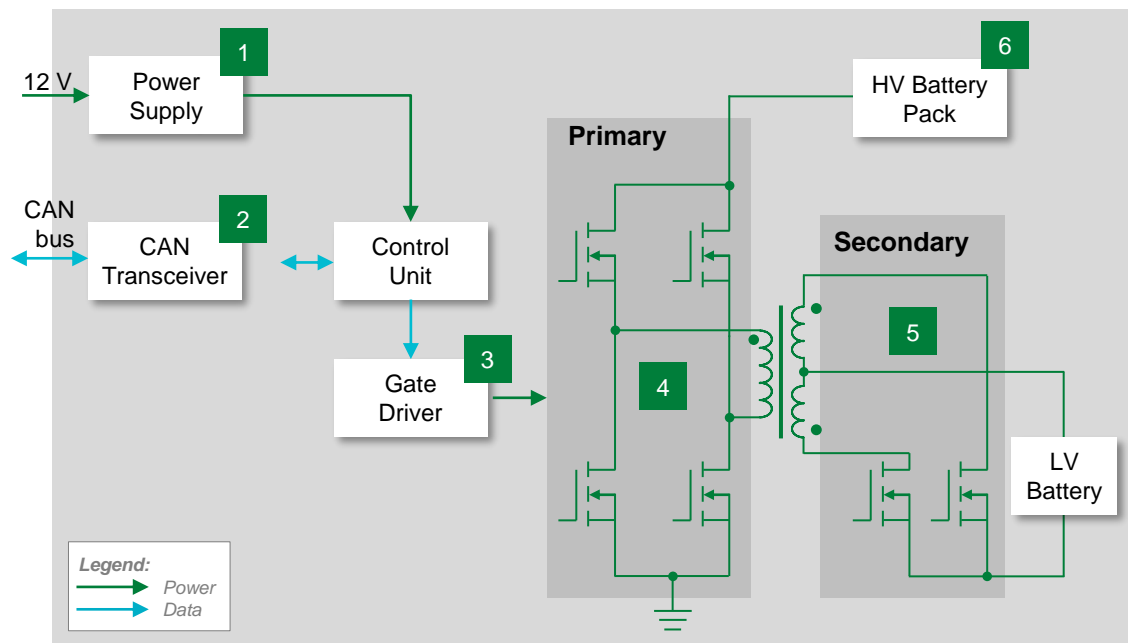 1
12 V
Power
Supply
6
HV Battery
Pack
Primary
CAN
bus
2
CAN
Transceiver
Control
Unit
Secondary
3
Gate
Driver
4
5
LV
Battery
Legend:
Power
Data